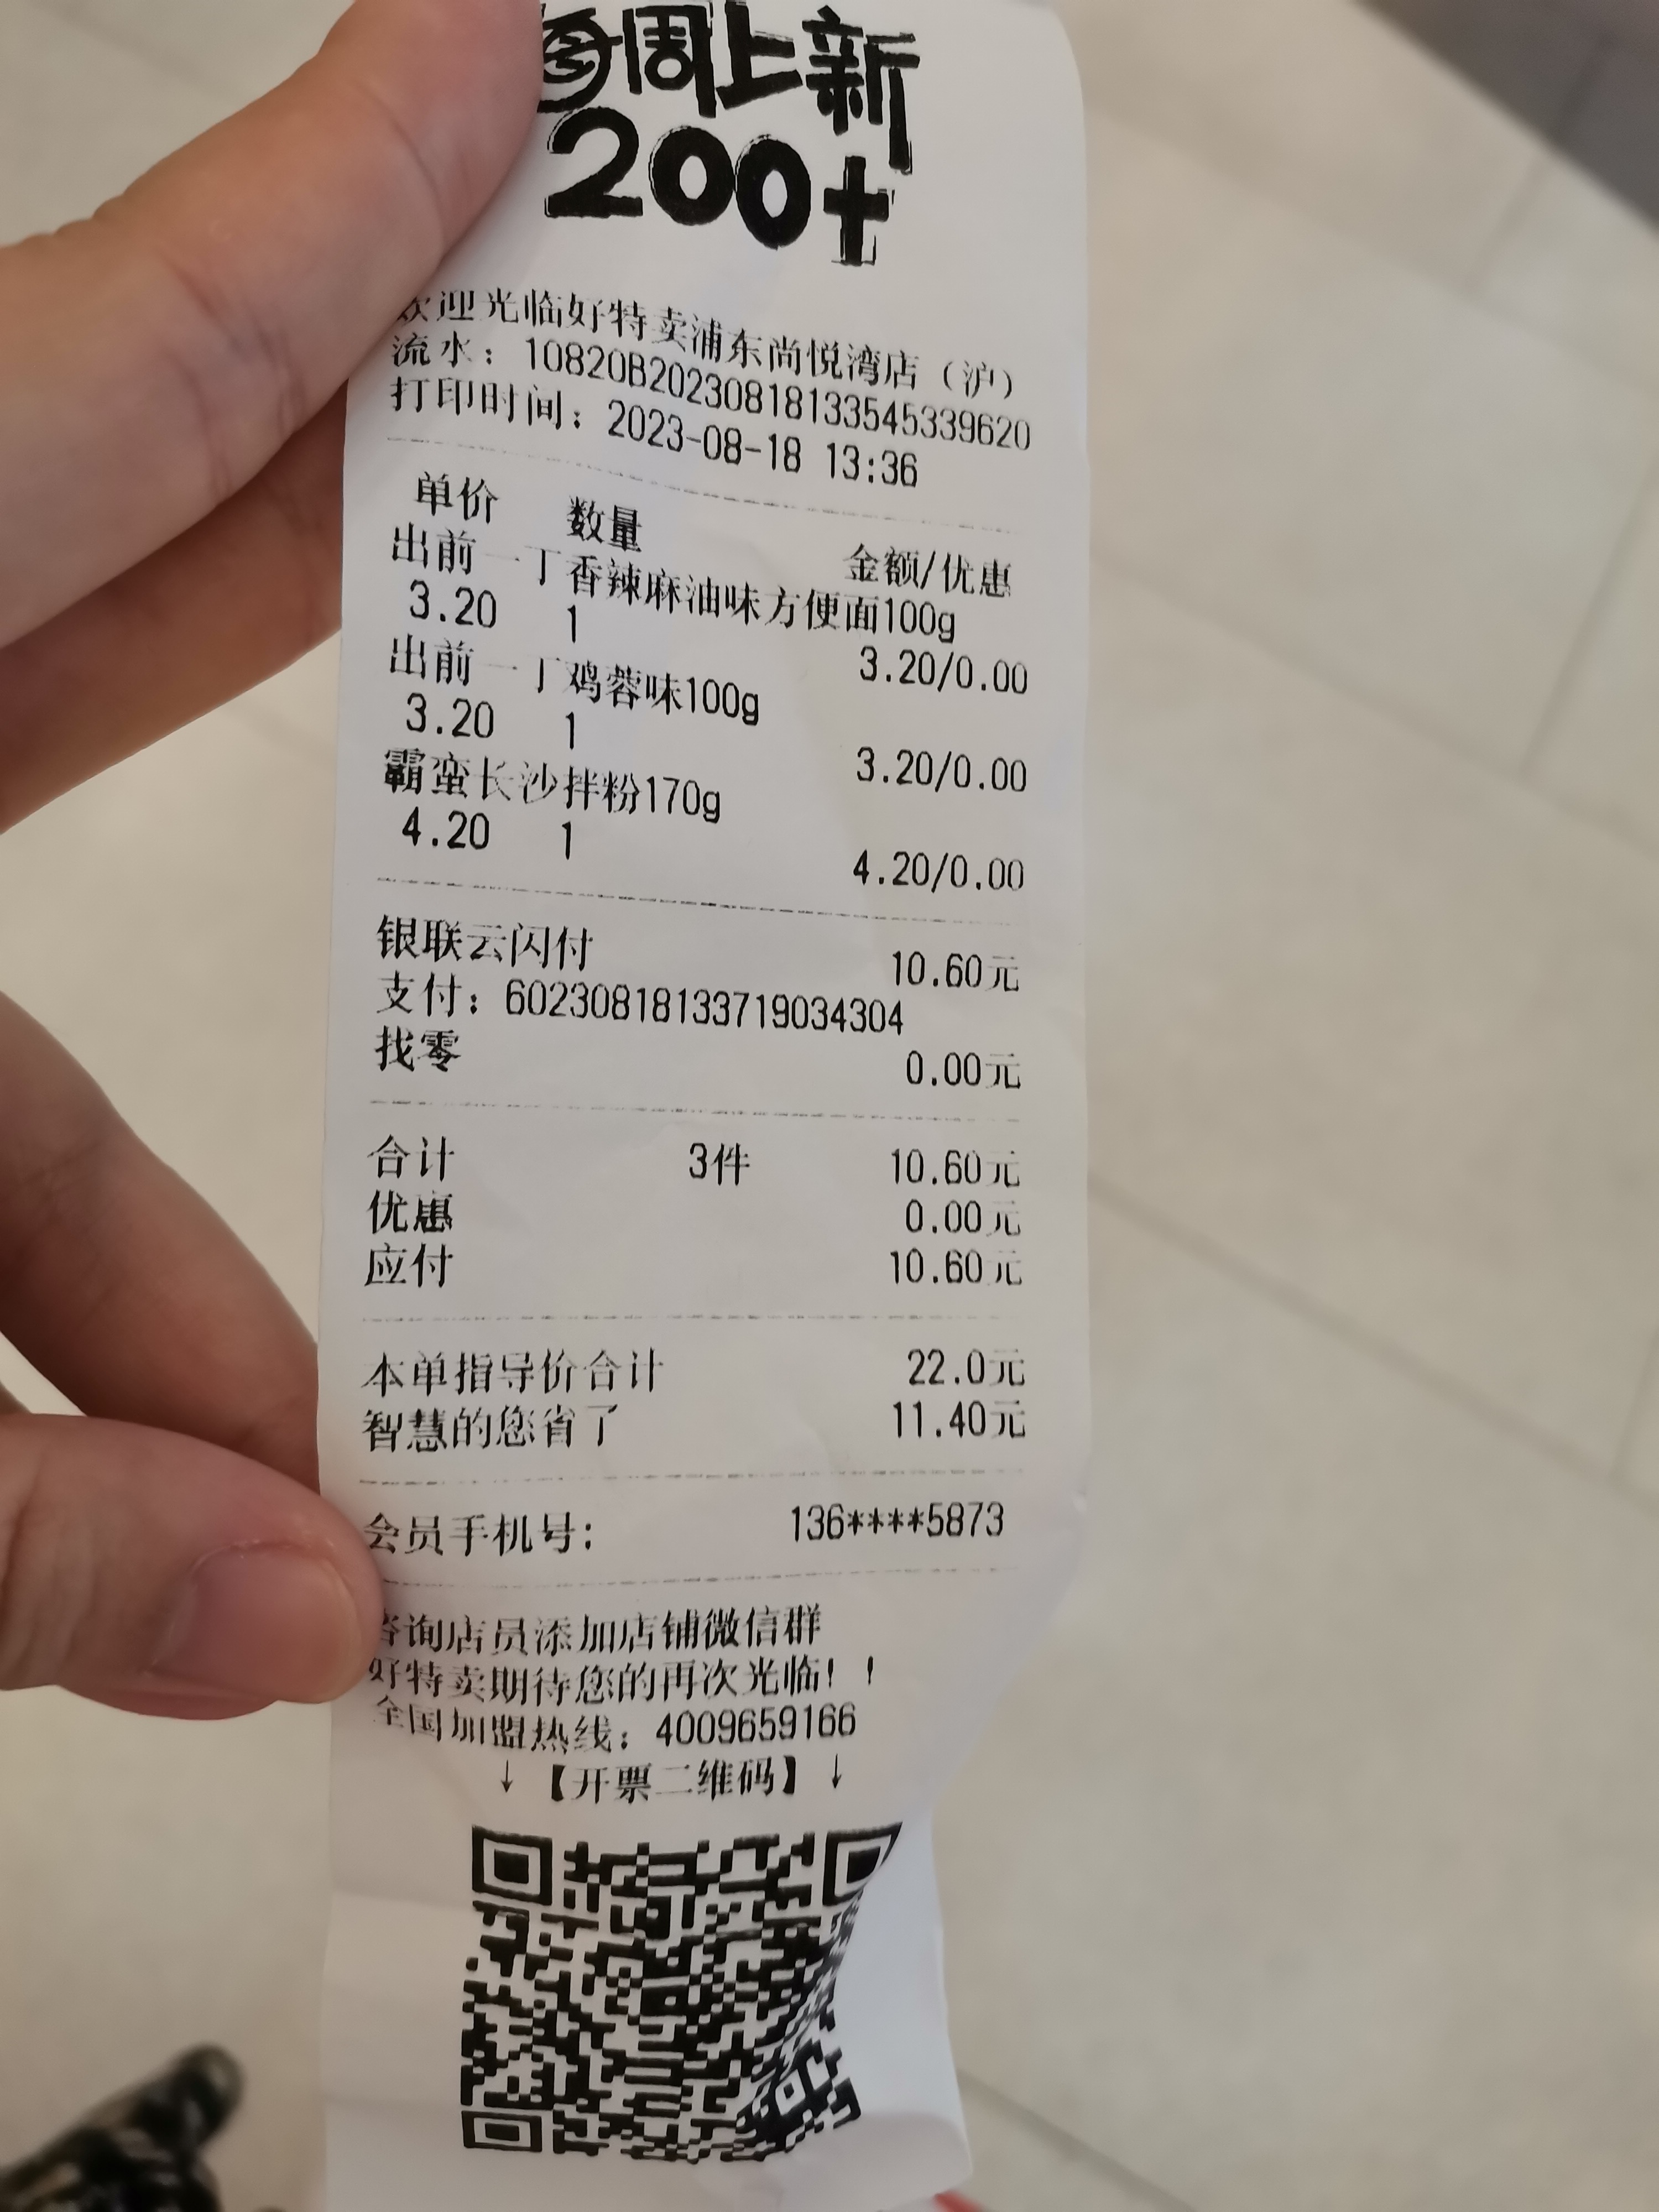 每周上新
200+
欢迎光临好特卖浦东尚悦湾店（沪）
流水：10820B20230818133545339620
打印时间：2023-08-18 13:36
单价 数量 金额/优惠
出前一丁香辣麻油味方便面100g
3.20 1 3.20/0.00
出前一丁鸡蓉味100g
3.20 1 3.20/0.00
霸蛮长沙拌粉170g
4.20 1 4.20/0.00
银联云闪付 10.60元
支付：60230818133719034304
找零 0.00元
合计 3件 10.60元
优惠 0.00元
应付 10.60元
本单指导价合计 22.0元
智慧的您省了 11.40元
会员手机号: 136****5873
咨询店员添加店铺微信群
好特卖期待您的再次光临！！
全国加盟热线：4009659166
↓【开票二维码】↓